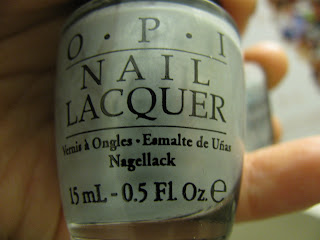 O·P·I
NAIL
LACQUER
Vernis à Ongles · Esmalte de Uñas
Nagellack
15 mL - 0.5 Fl. Oz. e